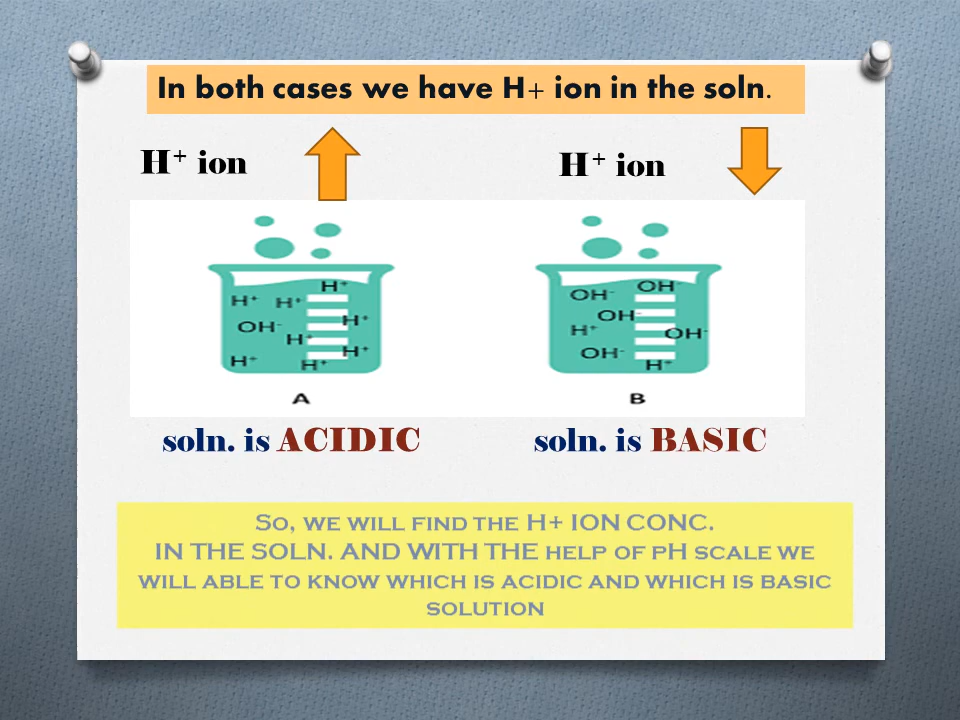 In both cases we have H+ ion in the soln.
H⁺ ion
H⁺ ion
H⁺
H⁺
H⁺
OH⁻
H⁺
H⁺
H⁺
H⁺
H⁺
A
OH⁻
OH⁻
OH⁻
H⁺
OH⁻
OH⁻
H⁺
B
soln. is ACIDIC
soln. is BASIC
So, we will find the H+ ion conc.
in the soln. and with the help of pH scale we
will able to know which is acidic and which is basic
solution